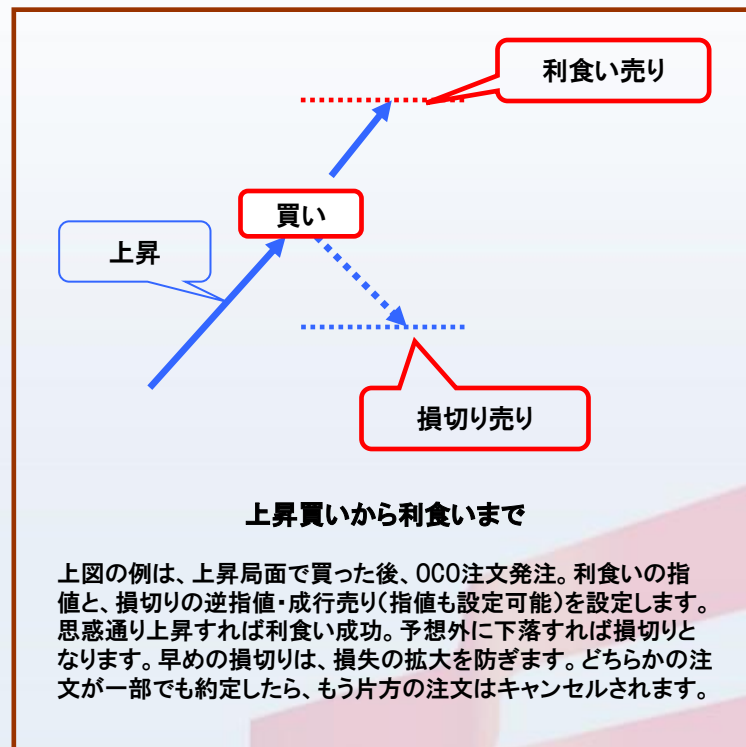 利食い売り
買い
上昇
損切り売り
上昇買いから利食いまで
上図の例は、上昇局面で買った後、OCO注文発注。利食いの指
値と、損切りの逆指値・成行売り(指値も設定可能)を設定します。
思惑通り上昇すれば利食い成功。予想外に下落すれば損切りと
なります。早めの損切りは、損失の拡大を防ぎます。どちらかの注
文が一部でも約定したら、もう片方の注文はキャンセルされます。